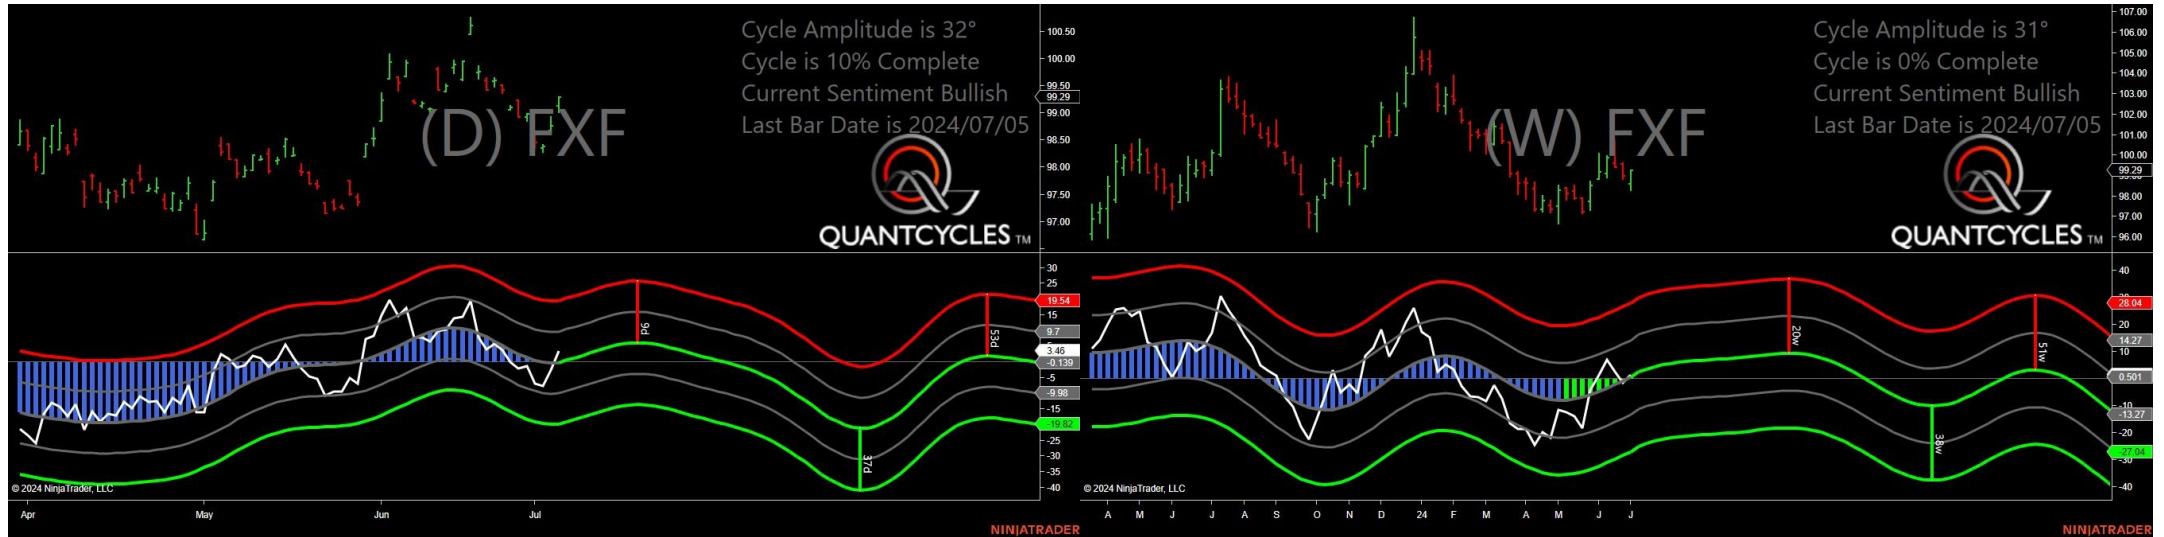 Cycle Amplitude is 32°
Cycle is 10% Complete
Current Sentiment Bullish
Last Bar Date is 2024/07/05
(D) FXF
QUANTCYCLES TM
100.50
100.00
99.50
99.29
99.00
98.50
98.00
97.50
97.00
30
25
19.54
15
9.7
3.46
-0.139
-5
-9.98
-15
-19.82
-25
-30
-35
-40
9d
37d
53d
© 2024 NinjaTrader, LLC
Apr May Jun Jul
NINJATRADER
Cycle Amplitude is 31°
Cycle is 0% Complete
Current Sentiment Bullish
Last Bar Date is 2024/07/05
(W) FXF
QUANTCYCLES TM
107.00
106.00
105.00
104.00
103.00
102.00
101.00
100.00
99.29
98.00
97.00
96.00
40
28.04
20
14.27
10
0.501
-10
-13.27
-20
-27.04
-40
20w
38w
51w
© 2024 NinjaTrader, LLC
A M J J A S O N D 24 F M A M J J
NINJATRADER